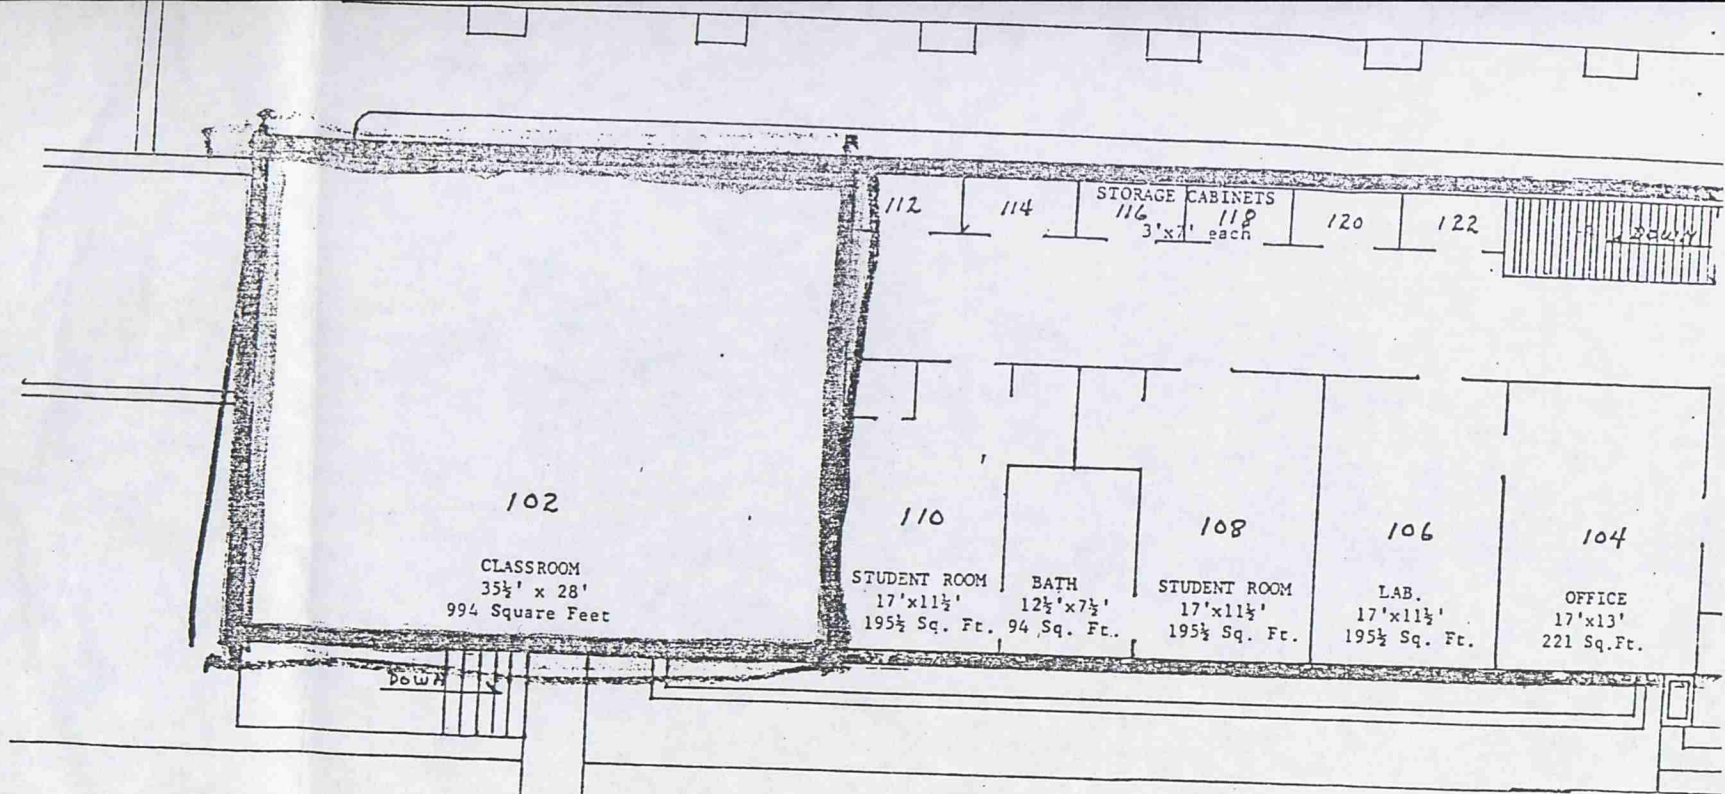 112
114
STORAGE CABINETS
116
118
3'x7' each
120
122
DOWN
102
CLASSROOM
35½' x 28'
994 Square Feet
110
STUDENT ROOM
17'x11½'
195½ Sq. Ft.
BATH
12½'x7½'
94 Sq. Ft.
108
STUDENT ROOM
17'x11½'
195½ Sq. Ft.
106
LAB.
17'x11½'
195½ Sq. Ft.
104
OFFICE
17'x13'
221 Sq.Ft.
DOWN